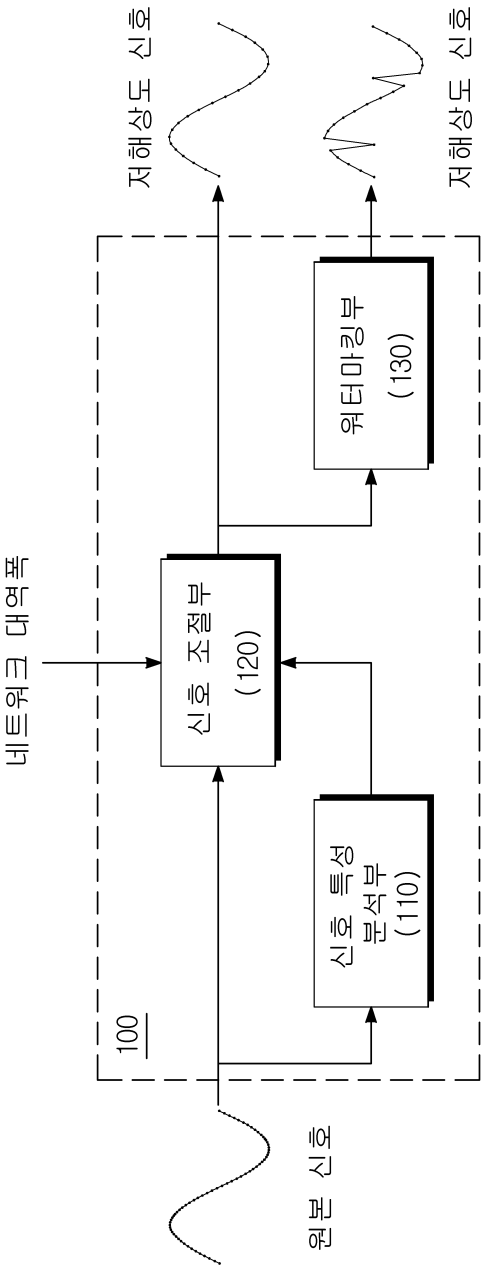 네트워크 대역폭
100
원본 신호
신호 특성
분석부
(110)
신호 조절부
(120)
워터마킹부
(130)
저해상도 신호
저해상도 신호